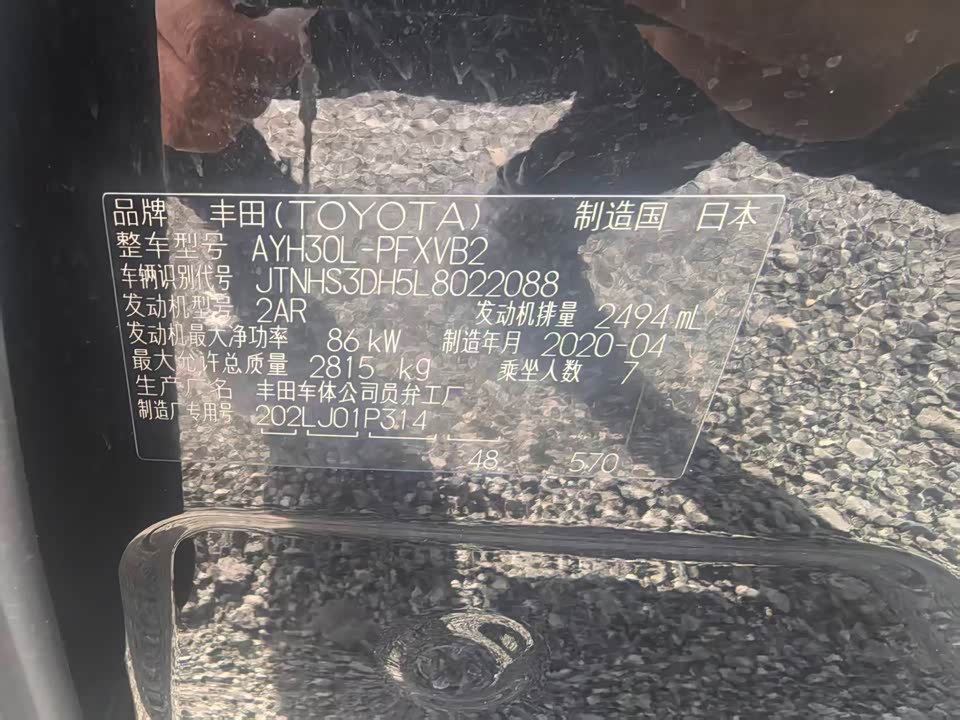 品牌 丰田(TOYOTA) 制造国 日本
整车型号 AYH30L-PFXVB2
车辆识别代号 JTNHS3DH5L8022088
发动机型号 2AR 发动机排量 2494 mL
发动机最大净功率 86 kW 制造年月 2020-04
最大允许总质量 2815 kg 乘坐人数 7
生产厂名 丰田车体公司员弁工厂
制造厂专用号 202LJ01P314
48 570